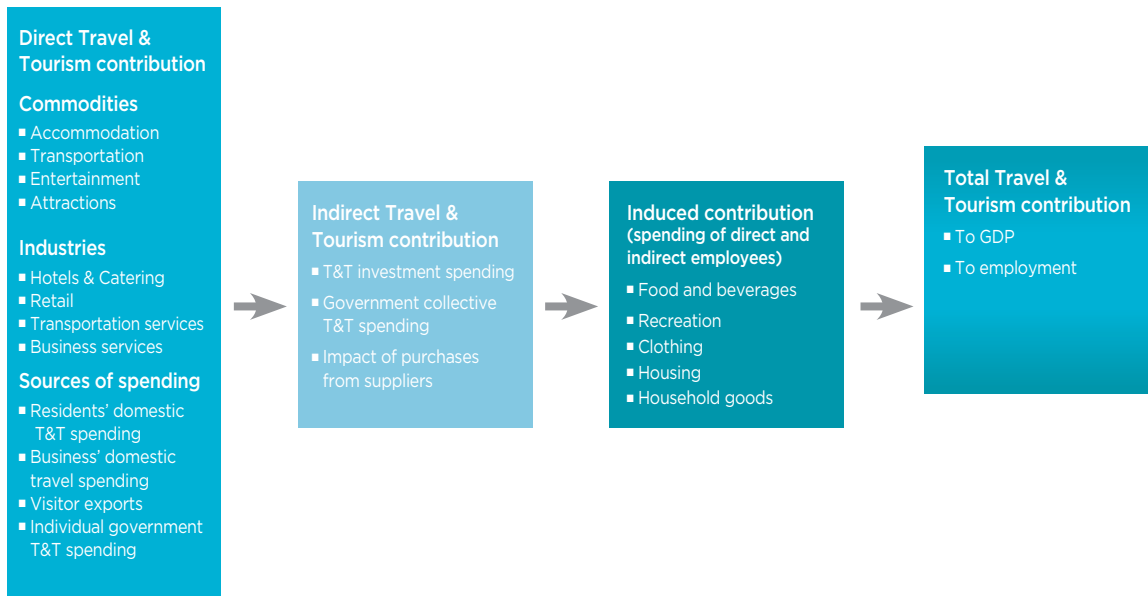 Direct Travel &
Tourism contribution
Commodities
▪ Accommodation
▪ Transportation
▪ Entertainment
▪ Attractions
Industries
▪ Hotels & Catering
▪ Retail
▪ Transportation services
▪ Business services
Sources of spending
▪ Residents’ domestic
T&T spending
▪ Business’ domestic
travel spending
▪ Visitor exports
▪ Individual government
T&T spending
Indirect Travel &
Tourism contribution
▪ T&T investment spending
▪ Government collective
T&T spending
▪ Impact of purchases
from suppliers
Induced contribution
(spending of direct and
indirect employees)
▪ Food and beverages
▪ Recreation
▪ Clothing
▪ Housing
▪ Household goods
Total Travel &
Tourism contribution
▪ To GDP
▪ To employment